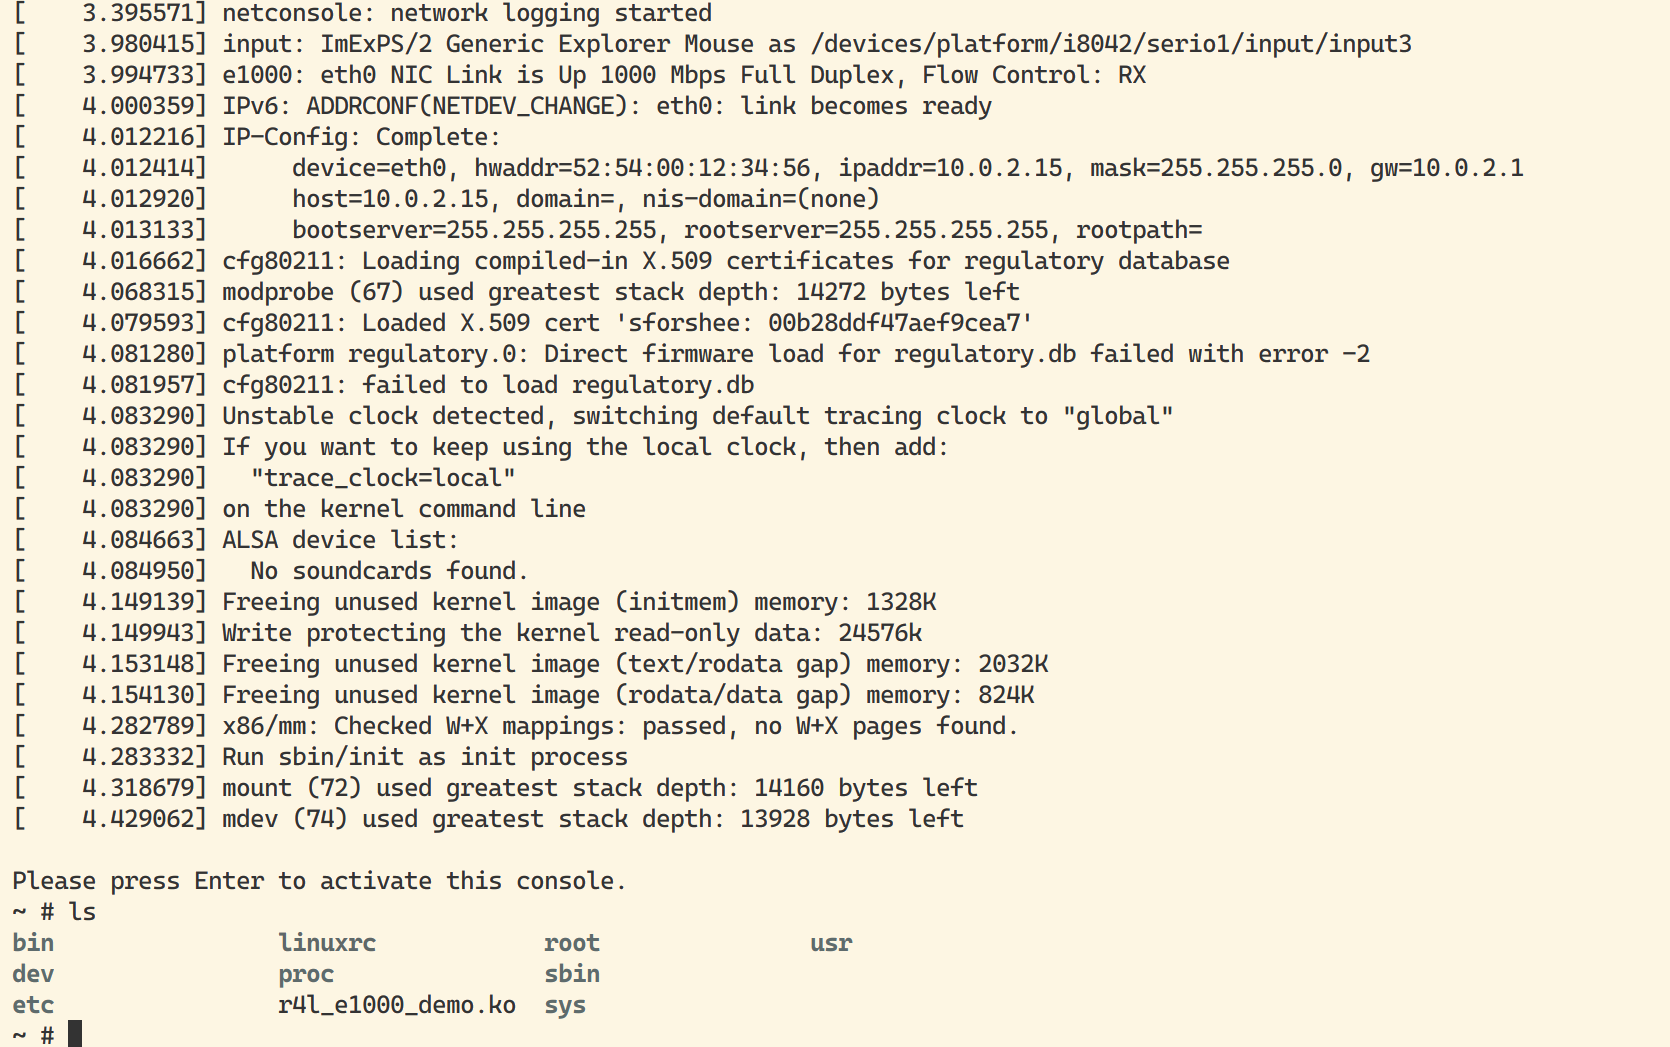 [    3.395571] netconsole: network logging started
[    3.980415] input: ImExPS/2 Generic Explorer Mouse as /devices/platform/i8042/serio1/input/input3
[    3.994733] e1000: eth0 NIC Link is Up 1000 Mbps Full Duplex, Flow Control: RX
[    4.000359] IPv6: ADDRCONF(NETDEV_CHANGE): eth0: link becomes ready
[    4.012216] IP-Config: Complete:
[    4.012414]      device=eth0, hwaddr=52:54:00:12:34:56, ipaddr=10.0.2.15, mask=255.255.255.0, gw=10.0.2.1
[    4.012920]      host=10.0.2.15, domain=, nis-domain=(none)
[    4.013133]      bootserver=255.255.255.255, rootserver=255.255.255.255, rootpath=
[    4.016662] cfg80211: Loading compiled-in X.509 certificates for regulatory database
[    4.068315] modprobe (67) used greatest stack depth: 14272 bytes left
[    4.079593] cfg80211: Loaded X.509 cert 'sforshee: 00b28ddf47aef9cea7'
[    4.081280] platform regulatory.0: Direct firmware load for regulatory.db failed with error -2
[    4.081957] cfg80211: failed to load regulatory.db
[    4.083290] Unstable clock detected, switching default tracing clock to "global"
[    4.083290] If you want to keep using the local clock, then add:
[    4.083290]   "trace_clock=local"
[    4.083290] on the kernel command line
[    4.084663] ALSA device list:
[    4.084950]   No soundcards found.
[    4.149139] Freeing unused kernel image (initmem) memory: 1328K
[    4.149943] Write protecting the kernel read-only data: 24576k
[    4.153148] Freeing unused kernel image (text/rodata gap) memory: 2032K
[    4.154130] Freeing unused kernel image (rodata/data gap) memory: 824K
[    4.282789] x86/mm: Checked W+X mappings: passed, no W+X pages found.
[    4.283332] Run sbin/init as init process
[    4.318679] mount (72) used greatest stack depth: 14160 bytes left
[    4.429062] mdev (74) used greatest stack depth: 13928 bytes left
Please press Enter to activate this console.
~ # ls
bin                linuxrc            root               usr
dev                proc               sbin
etc                r4l_e1000_demo.ko  sys
~ #